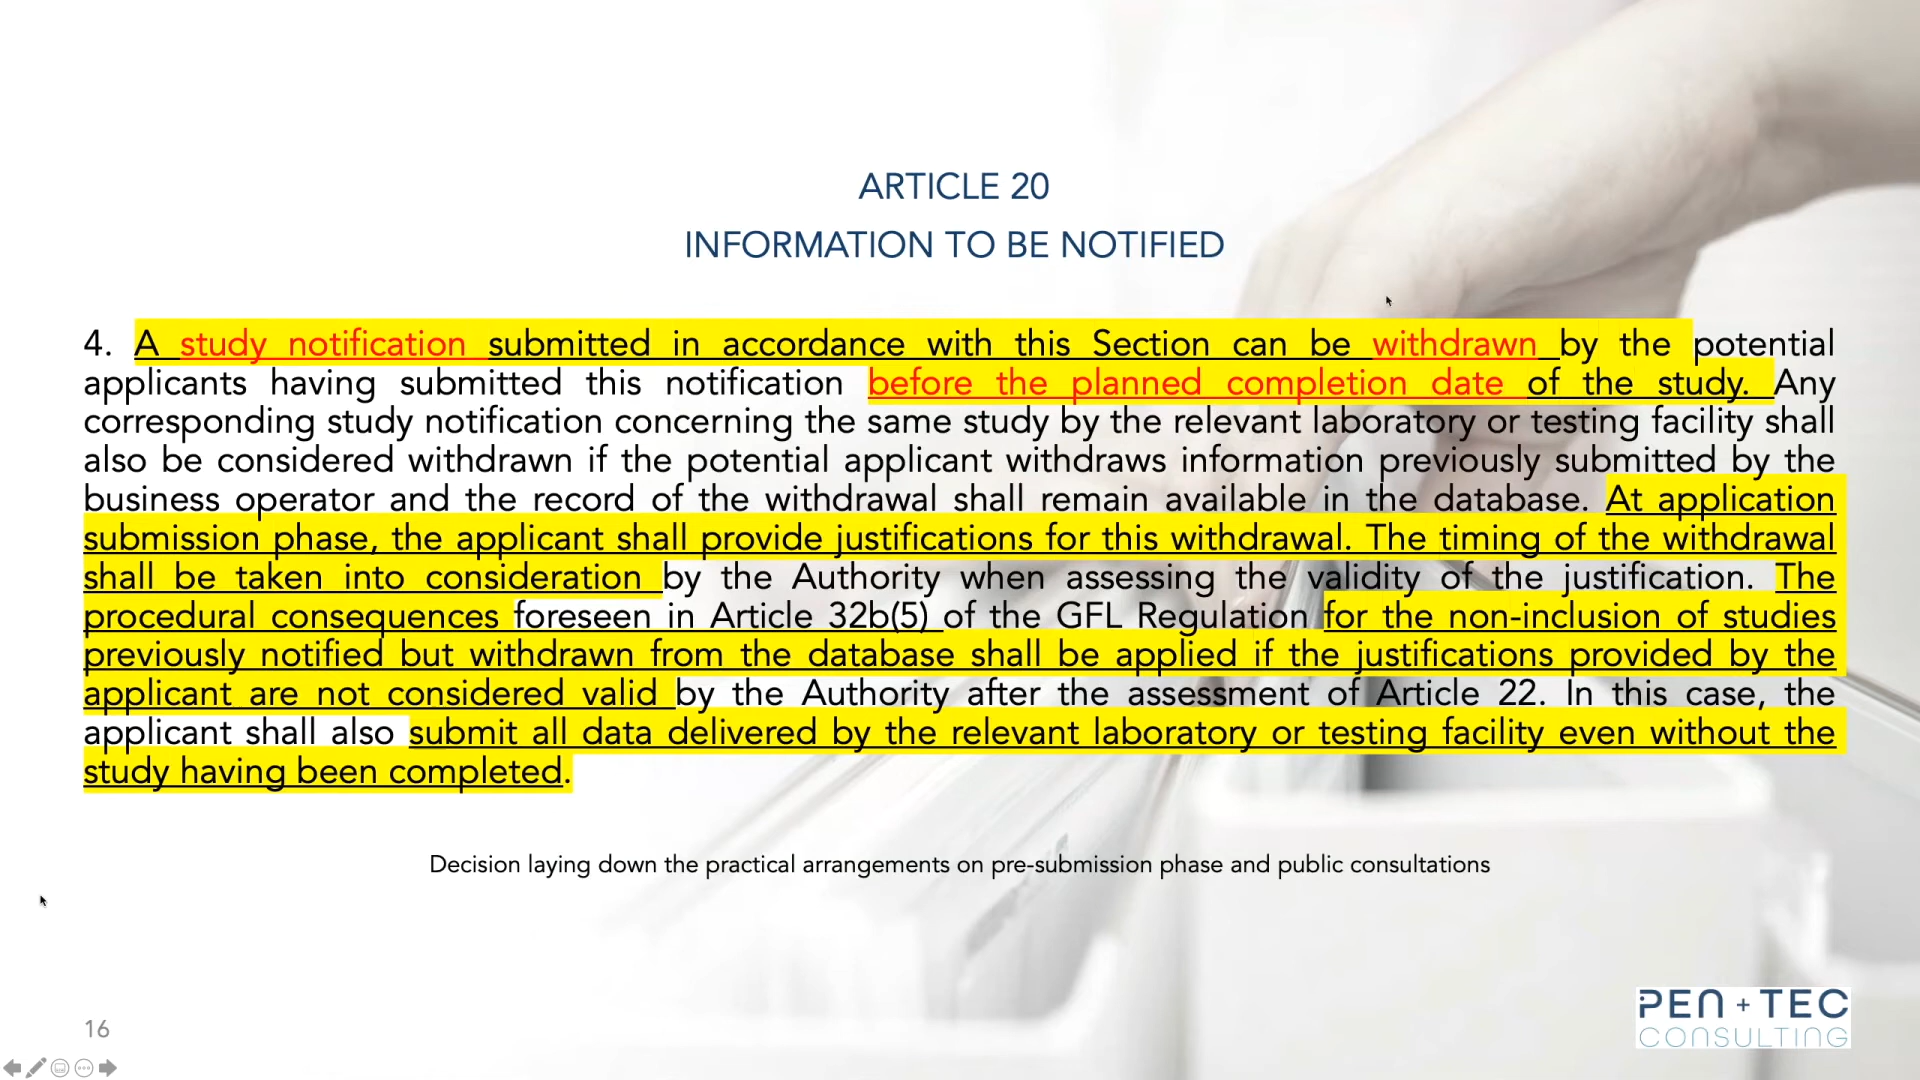 ARTICLE 20
INFORMATION TO BE NOTIFIED
4. A study notification submitted in accordance with this Section can be withdrawn by the potential
applicants having submitted this notification before the planned completion date of the study. Any
corresponding study notification concerning the same study by the relevant laboratory or testing facility shall
also be considered withdrawn if the potential applicant withdraws information previously submitted by the
business operator and the record of the withdrawal shall remain available in the database. At application
submission phase, the applicant shall provide justifications for this withdrawal. The timing of the withdrawal
shall be taken into consideration by the Authority when assessing the validity of the justification. The
procedural consequences foreseen in Article 32b(5) of the GFL Regulation for the non-inclusion of studies
previously notified but withdrawn from the database shall be applied if the justifications provided by the
applicant are not considered valid by the Authority after the assessment of Article 22. In this case, the
applicant shall also submit all data delivered by the relevant laboratory or testing facility even without the
study having been completed.
Decision laying down the practical arrangements on pre-submission phase and public consultations
16
PEN + TEC
CONSULTING